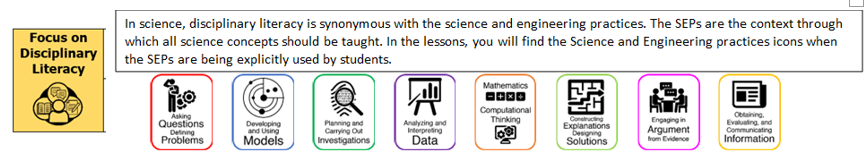 Focus on
Disciplinary
Literacy
In science, disciplinary literacy is synonymous with the science and engineering practices. The SEPs are the context through
which all science concepts should be taught. In the lessons, you will find the Science and Engineering practices icons when
the SEPs are being explicitly used by students.
Asking
Questions
Defining
Problems
Developing
and Using
Models
Planning and
Carrying Out
Investigations
Analyzing and
Interpreting
Data
Mathematics
Computational
Thinking
Constructing
Explanations
Designing
Solutions
Engaging in
Argument
from Evidence
Obtaining,
Evaluating, and
Communicating
Information